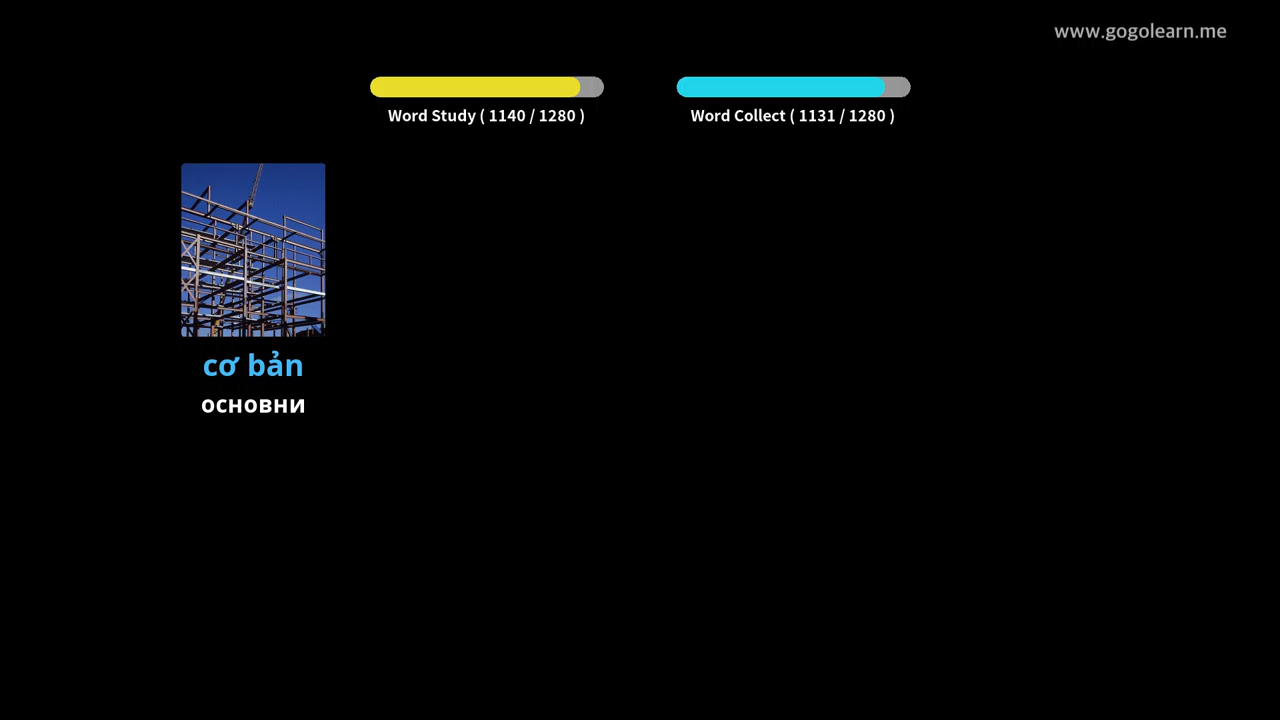 www.gogolearn.me
Word Study ( 1140 / 1280 )
Word Collect ( 1131 / 1280 )
cơ bản
основни